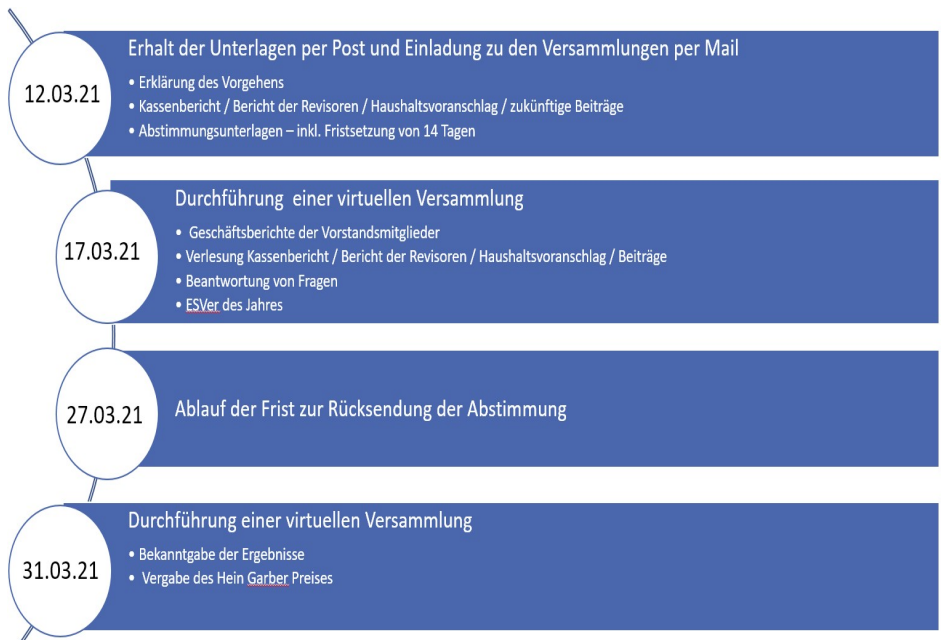 12.03.21
Erhalt der Unterlagen per Post und Einladung zu den Versammlungen per Mail
• Erklärung des Vorgehens
• Kassenbericht / Bericht der Revisoren / Haushaltsvoranschlag / zukünftige Beiträge
• Abstimmungsunterlagen – inkl. Fristsetzung von 14 Tagen
17.03.21
Durchführung einer virtuellen Versammlung
• Geschäftsberichte der Vorstandsmitglieder
• Verlesung Kassenbericht / Bericht der Revisoren / Haushaltsvoranschlag / Beiträge
• Beantwortung von Fragen
• ESVer des Jahres
27.03.21
Ablauf der Frist zur Rücksendung der Abstimmung
31.03.21
Durchführung einer virtuellen Versammlung
• Bekanntgabe der Ergebnisse
• Vergabe des Hein Garber Preises